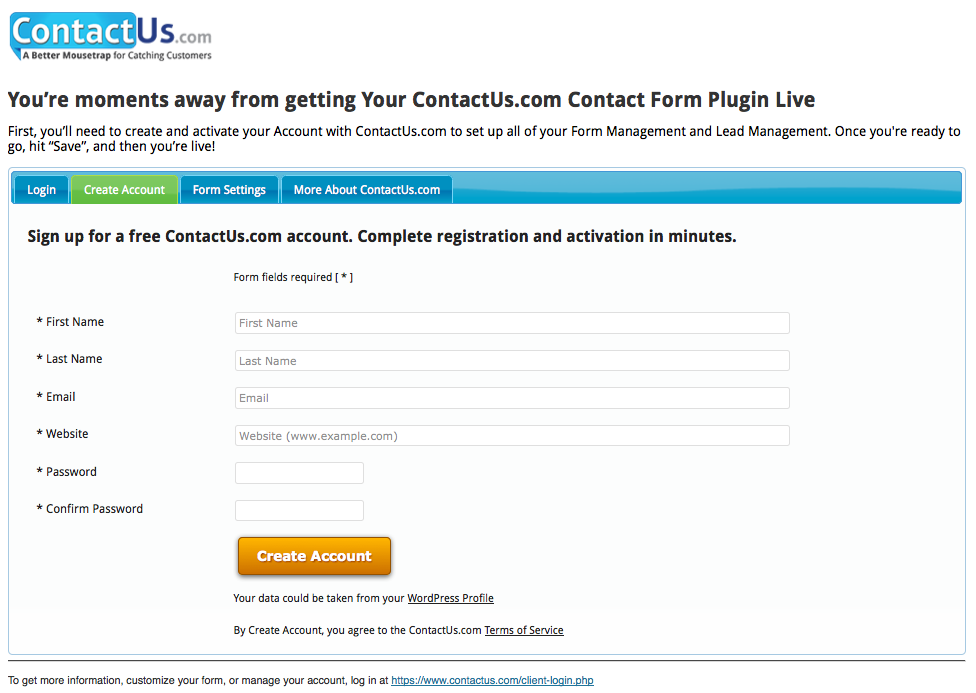 ContactUs.com
A Better Mousetrap for Catching Customers
You’re moments away from getting Your ContactUs.com Contact Form Plugin Live
First, you’ll need to create and activate your Account with ContactUs.com to set up all of your Form Management and Lead Management. Once you're ready to
go, hit “Save”, and then you’re live!
Login Create Account Form Settings More About ContactUs.com
Sign up for a free ContactUs.com account. Complete registration and activation in minutes.
Form fields required [ * ]
* First Name First Name
* Last Name Last Name
* Email Email
* Website Website (www.example.com)
* Password
* Confirm Password
Create Account
Your data could be taken from your WordPress Profile
By Create Account, you agree to the ContactUs.com Terms of Service
To get more information, customize your form, or manage your account, log in at https://www.contactus.com/client-login.php